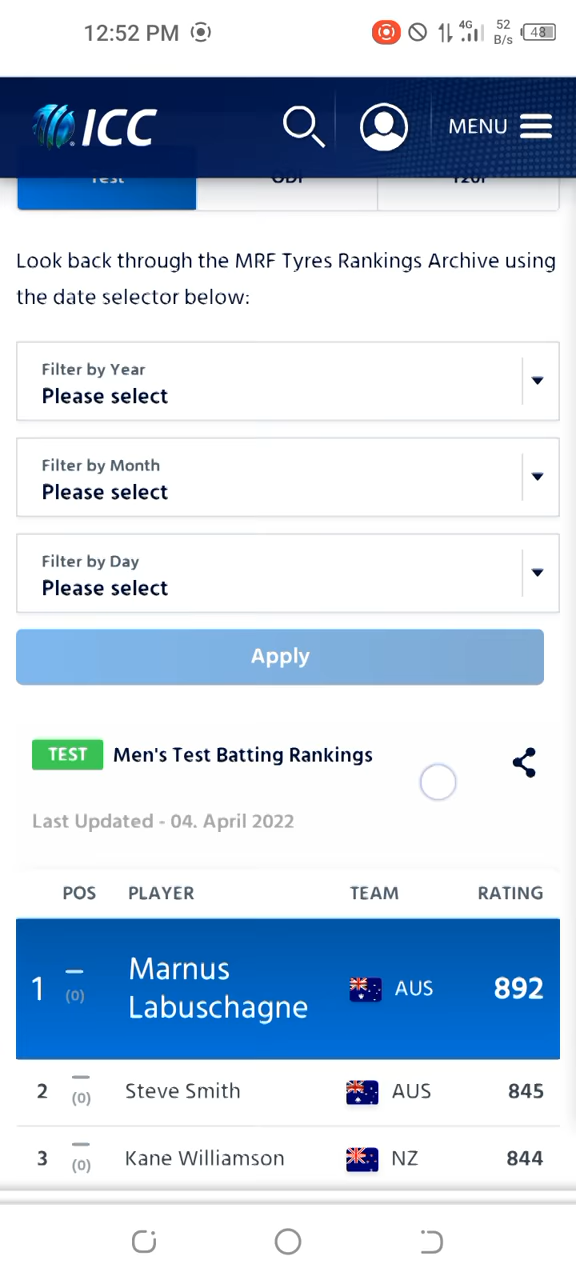 12:52 PM 4G 52 B/s 48
ICC MENU
Test ODI T20I
Look back through the MRF Tyres Rankings Archive using
the date selector below:
Filter by Year
Please select
Filter by Month
Please select
Filter by Day
Please select
Apply
TEST Men's Test Batting Rankings
Last Updated - 04. April 2022
POS PLAYER TEAM RATING
1 (0) Marnus Labuschagne AUS 892
2 (0) Steve Smith AUS 845
3 (0) Kane Williamson NZ 844